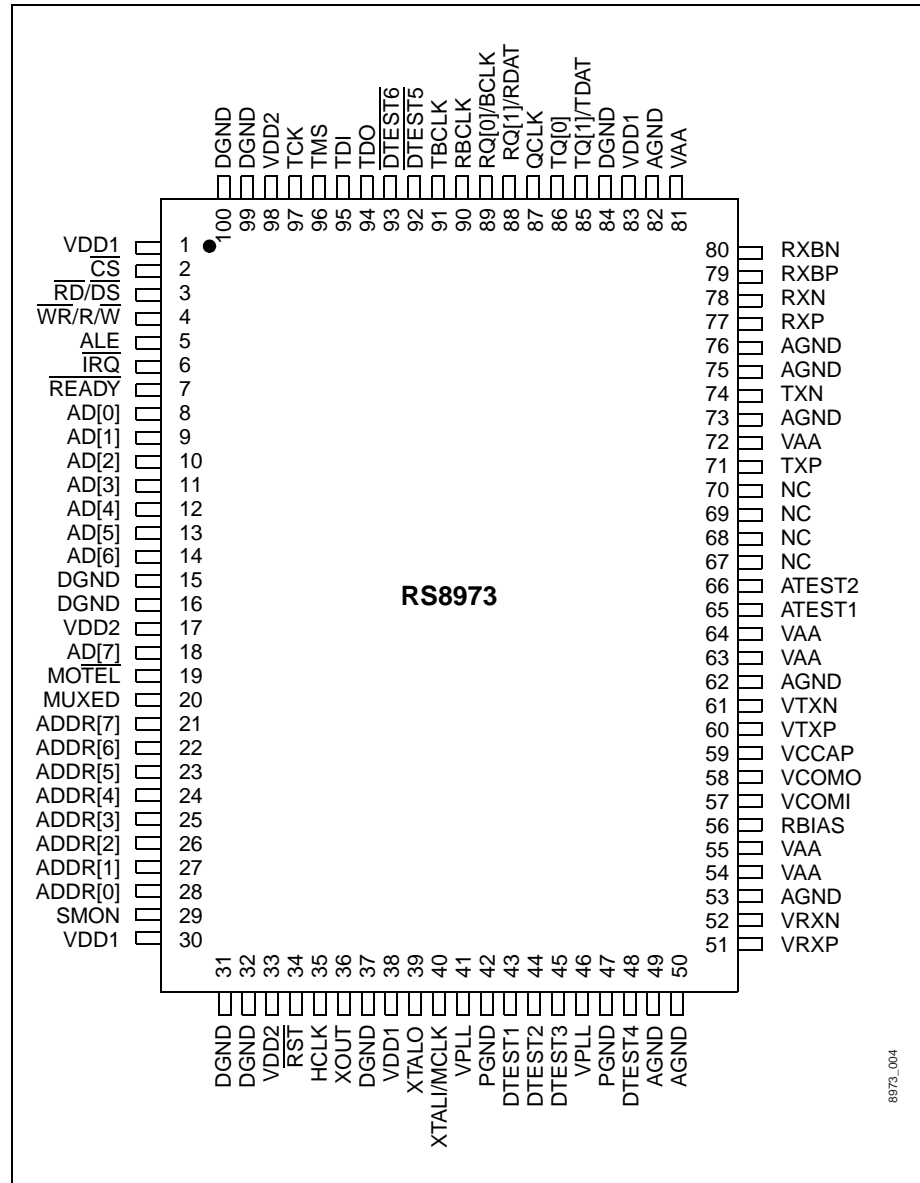 DGND
DGND
VDD2
TCK
TMS
TDI
TDO
DTEST6
DTEST5
TBCLK
RBCLK
RQ[0]/BCLK
RQ[1]/RDAT
QCLK
TQ[0]
TQ[1]/TDAT
DGND
VDD1
AGND
VAA
100 99 98 97 96 95 94 93 92 91 90 89 88 87 86 85 84 83 82 81
VDD1 1
CS 2
RD/DS 3
WR/R/W 4
ALE 5
IRQ 6
READY 7
AD[0] 8
AD[1] 9
AD[2] 10
AD[3] 11
AD[4] 12
AD[5] 13
AD[6] 14
DGND 15
DGND 16
VDD2 17
AD[7] 18
MOTEL 19
MUXED 20
ADDR[7] 21
ADDR[6] 22
ADDR[5] 23
ADDR[4] 24
ADDR[3] 25
ADDR[2] 26
ADDR[1] 27
ADDR[0] 28
SMON 29
VDD1 30
RS8973
80 RXBN
79 RXBP
78 RXN
77 RXP
76 AGND
75 AGND
74 TXN
73 AGND
72 VAA
71 TXP
70 NC
69 NC
68 NC
67 NC
66 ATEST2
65 ATEST1
64 VAA
63 VAA
62 AGND
61 VTXN
60 VTXP
59 VCCAP
58 VCOMO
57 VCOMI
56 RBIAS
55 VAA
54 VAA
53 AGND
52 VRXN
51 VRXP
31 32 33 34 35 36 37 38 39 40 41 42 43 44 45 46 47 48 49 50
DGND
DGND
VDD2
RST
HCLK
XOUT
DGND
VDD1
XTALO
XTALI/MCLK
VPLL
PGND
DTEST1
DTEST2
DTEST3
VPLL
PGND
DTEST4
AGND
AGND
8973_004